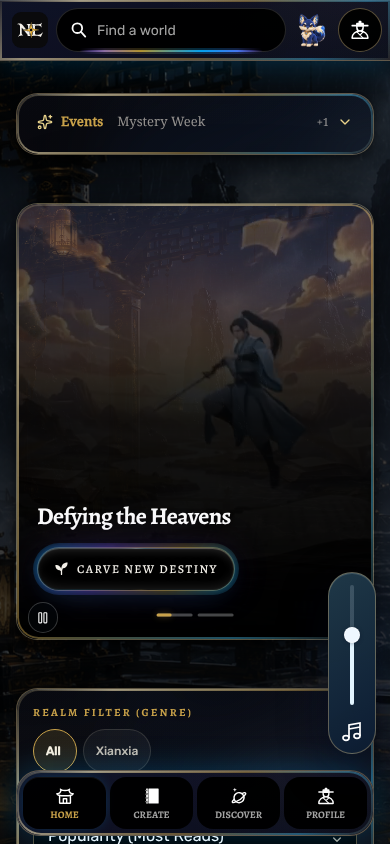 NE
Find a world
Events Mystery Week +1
Defying the Heavens
CARVE NEW DESTINY
REALM FILTER (GENRE)
All Xianxia
HOME CREATE DISCOVER PROFILE
Popularity (Most Reads)